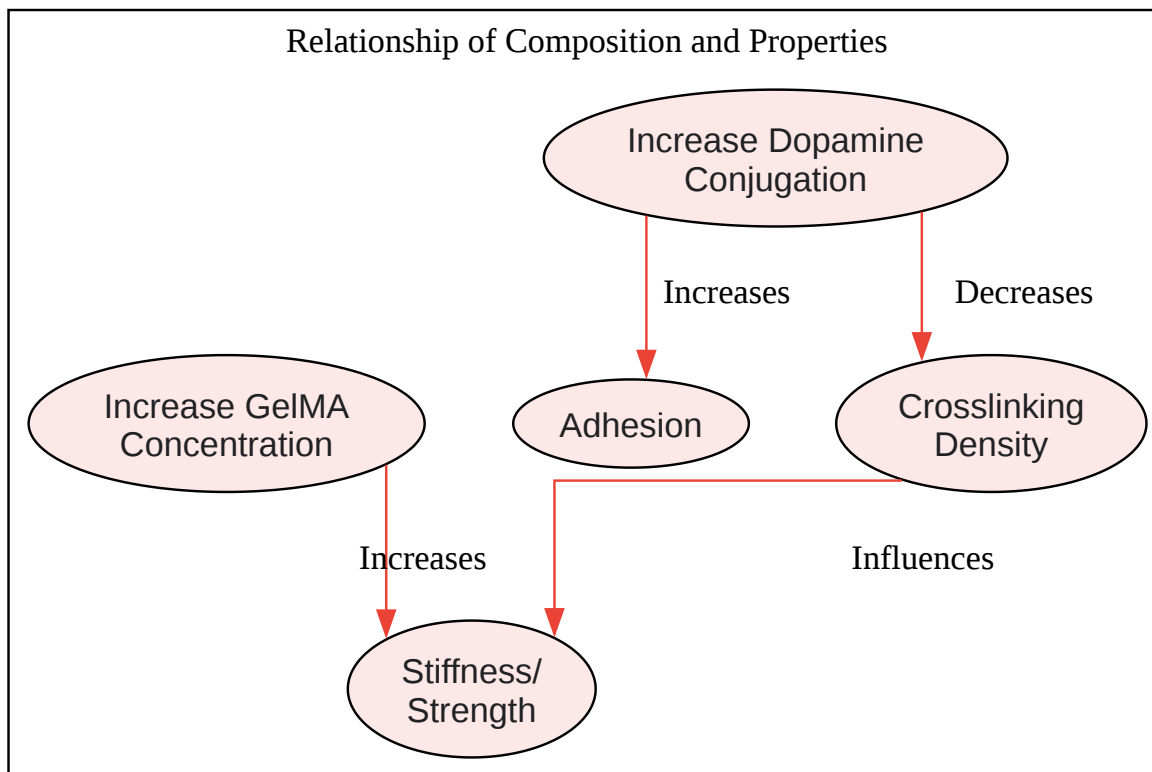 Relationship of Composition and Properties
Increase Dopamine
Conjugation
Increases
Decreases
Increase GelMA
Concentration
Adhesion
Crosslinking
Density
Increases
Influences
Stiffness/
Strength